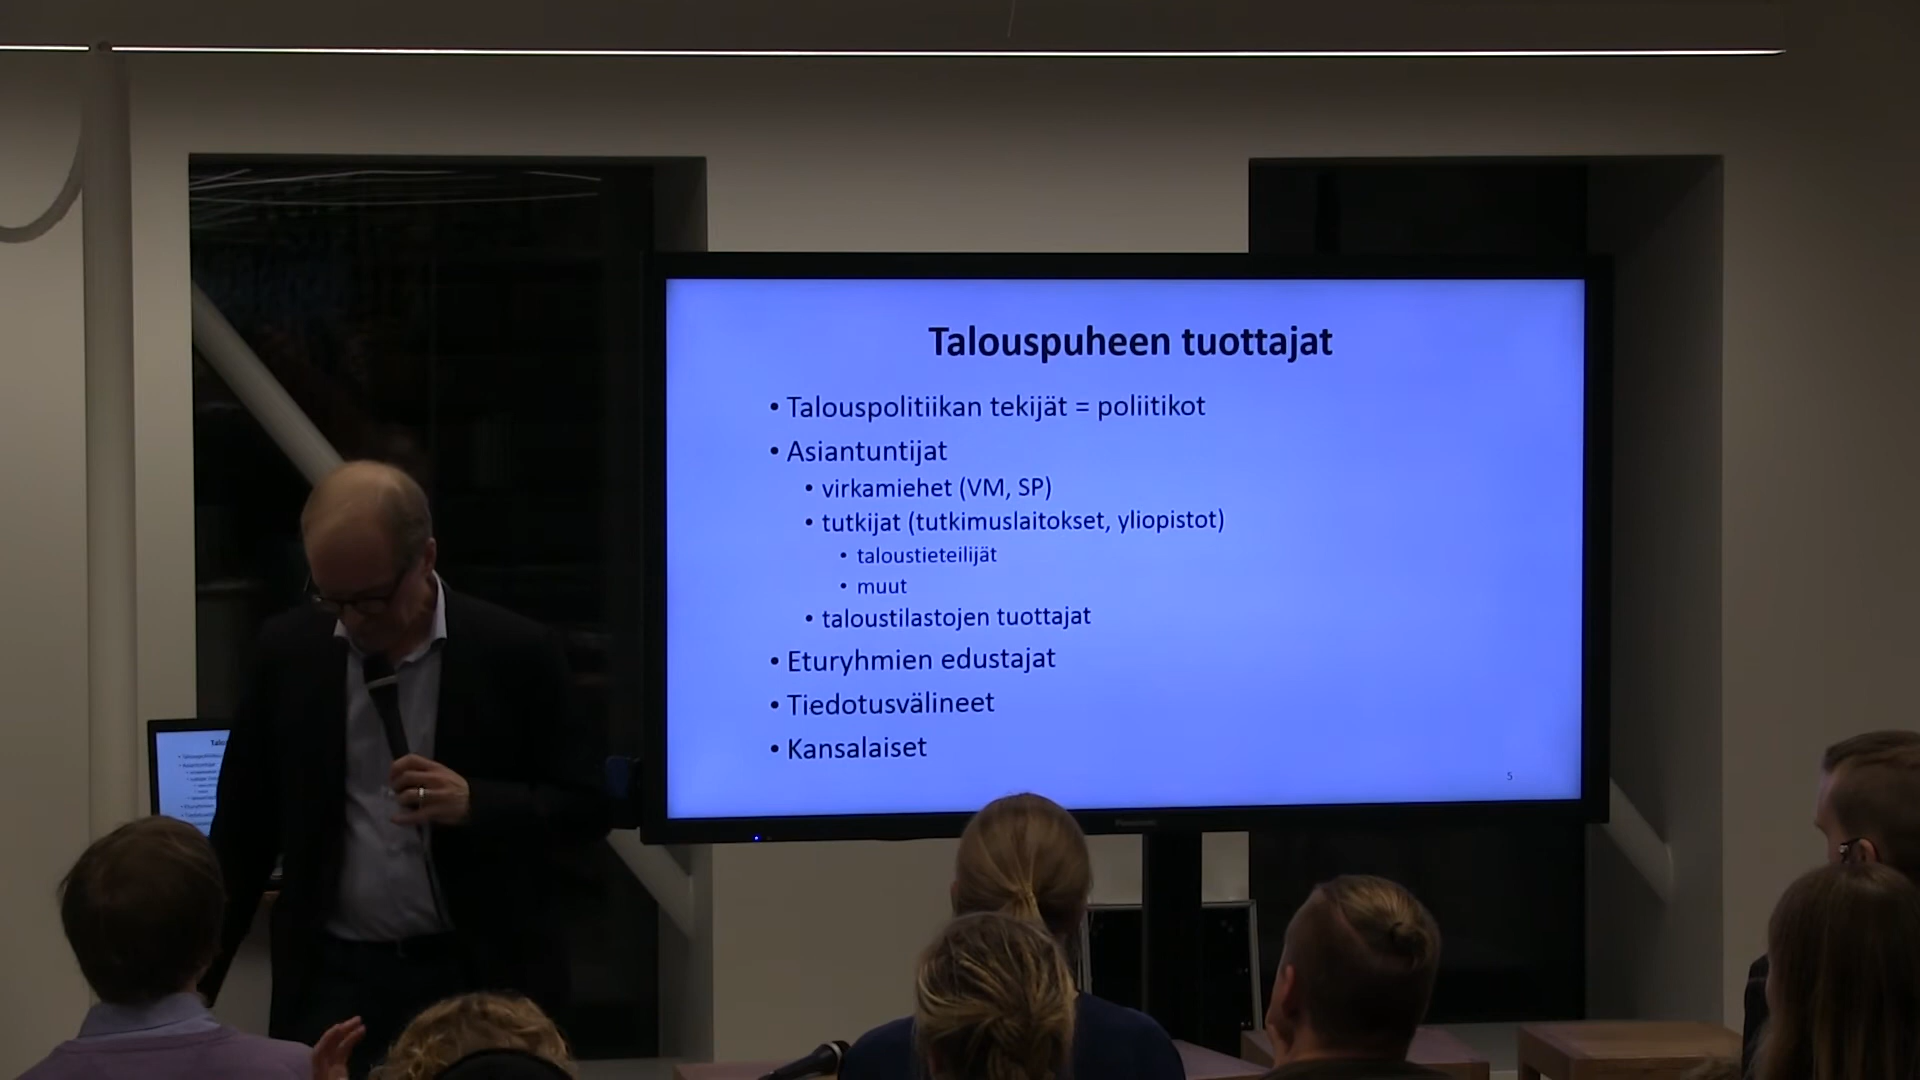 Talouspuheen tuottajat
• Talouspolitiikan tekijät = poliitikot
• Asiantuntijat
• virkamiehet (VM, SP)
• tutkijat (tutkimuslaitokset, yliopistot)
• taloustieteilijät
• muut
• taloustilastojen tuottajat
• Eturyhmien edustajat
• Tiedotusvälineet
• Kansalaiset
5